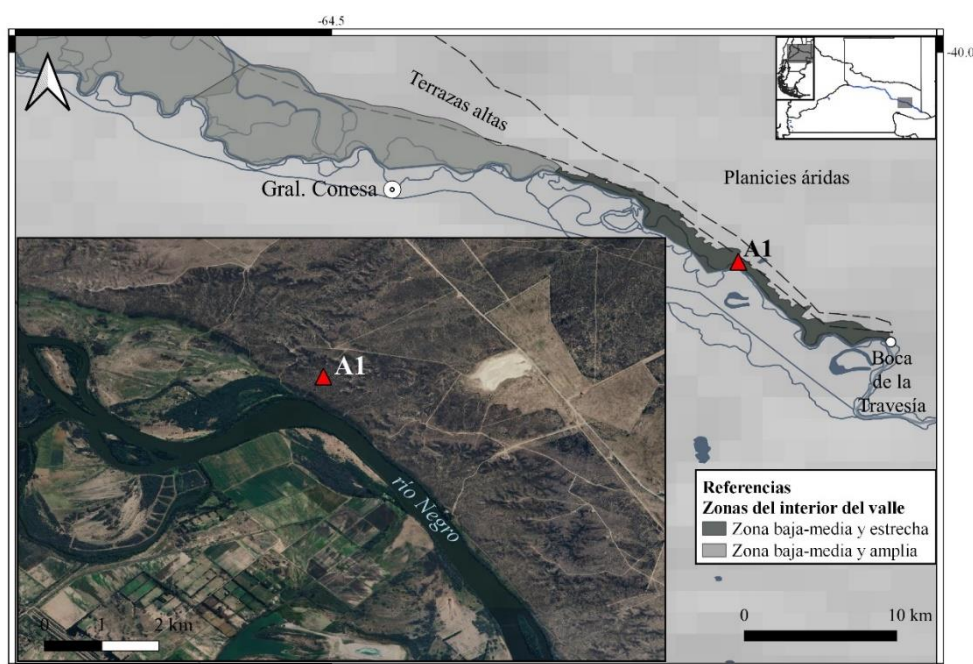 -64.5
-40.0
Terrazas altas
Planicies áridas
Gral. Conesa
A1
Boca
de la
Travesía
A1
río Negro
0 1 2 km
Referencias
Zonas del interior del valle
Zona baja-media y estrecha
Zona baja-media y amplia
0 10 km